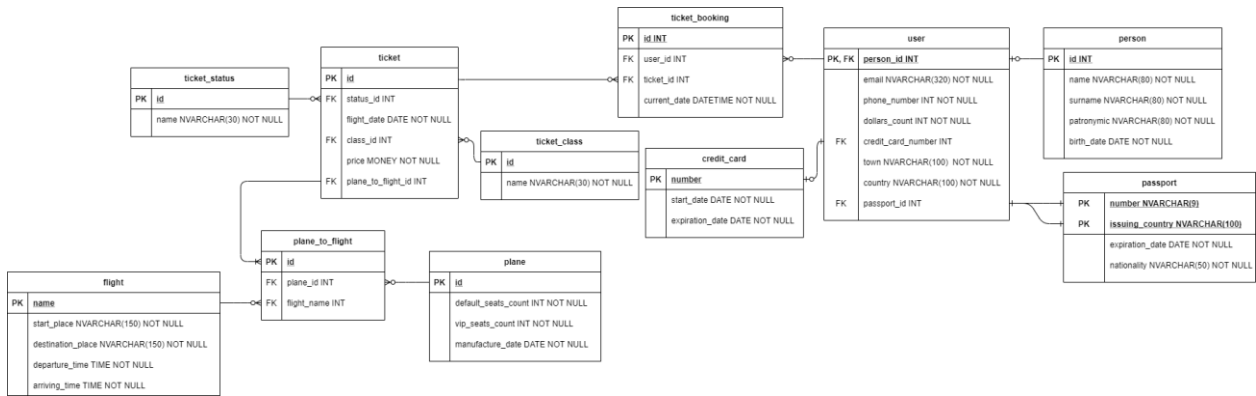 ticket_booking
PK id INT
FK user_id INT
FK ticket_id INT
current_date DATETIME NOT NULL
user
PK, FK person_id INT
email NVARCHAR(320) NOT NULL
phone_number INT NOT NULL
dollars_count INT NOT NULL
FK credit_card_number INT
town NVARCHAR(100) NOT NULL
country NVARCHAR(100) NOT NULL
FK passport_id INT
person
PK id INT
name NVARCHAR(80) NOT NULL
surname NVARCHAR(80) NOT NULL
patronymic NVARCHAR(80) NOT NULL
birth_date DATE NOT NULL
ticket
PK id
FK status_id INT
flight_date DATE NOT NULL
FK class_id INT
price MONEY NOT NULL
FK plane_to_flight_id INT
ticket_status
PK id
name NVARCHAR(30) NOT NULL
ticket_class
PK id
name NVARCHAR(30) NOT NULL
credit_card
PK number
start_date DATE NOT NULL
expiration_date DATE NOT NULL
passport
PK number NVARCHAR(9)
PK issuing_country NVARCHAR(100)
expiration_date DATE NOT NULL
nationality NVARCHAR(50) NOT NULL
plane_to_flight
PK id
FK plane_id INT
FK flight_name INT
plane
PK id
default_seats_count INT NOT NULL
vip_seats_count INT NOT NULL
manufacture_date DATE NOT NULL
flight
PK name
start_place NVARCHAR(150) NOT NULL
destination_place NVARCHAR(150) NOT NULL
departure_time TIME NOT NULL
arriving_time TIME NOT NULL